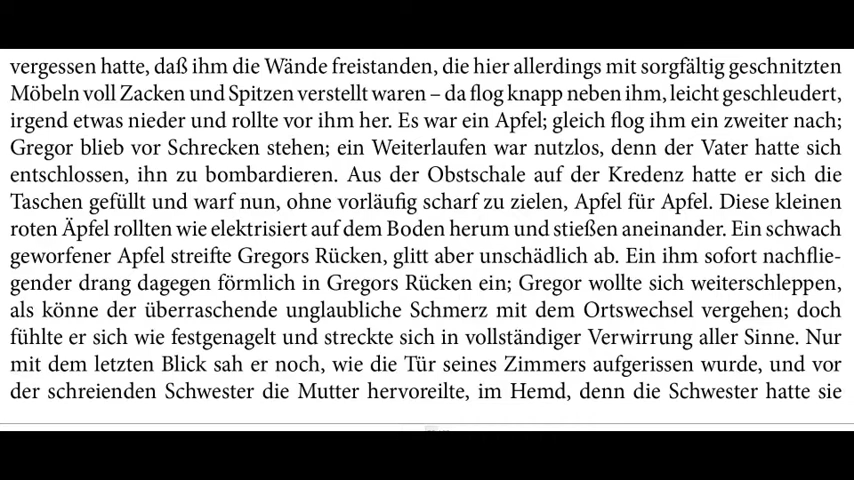 vergessen hatte, daß ihm die Wände freistanden, die hier allerdings mit sorgfältig geschnitzten
Möbeln voll Zacken und Spitzen verstellt waren – da flog knapp neben ihm, leicht geschleudert,
irgend etwas nieder und rollte vor ihm her. Es war ein Apfel; gleich flog ihm ein zweiter nach;
Gregor blieb vor Schrecken stehen; ein Weiterlaufen war nutzlos, denn der Vater hatte sich
entschlossen, ihn zu bombardieren. Aus der Obstschale auf der Kredenz hatte er sich die
Taschen gefüllt und warf nun, ohne vorläufig scharf zu zielen, Apfel für Apfel. Diese kleinen
roten Äpfel rollten wie elektrisiert auf dem Boden herum und stießen aneinander. Ein schwach
geworfener Apfel streifte Gregors Rücken, glitt aber unschädlich ab. Ein ihm sofort nachflie-
gender drang dagegen förmlich in Gregors Rücken ein; Gregor wollte sich weiterschleppen,
als könne der überraschende unglaubliche Schmerz mit dem Ortswechsel vergehen; doch
fühlte er sich wie festgenagelt und streckte sich in vollständiger Verwirrung aller Sinne. Nur
mit dem letzten Blick sah er noch, wie die Tür seines Zimmers aufgerissen wurde, und vor
der schreienden Schwester die Mutter hervoreilte, im Hemd, denn die Schwester hatte sie